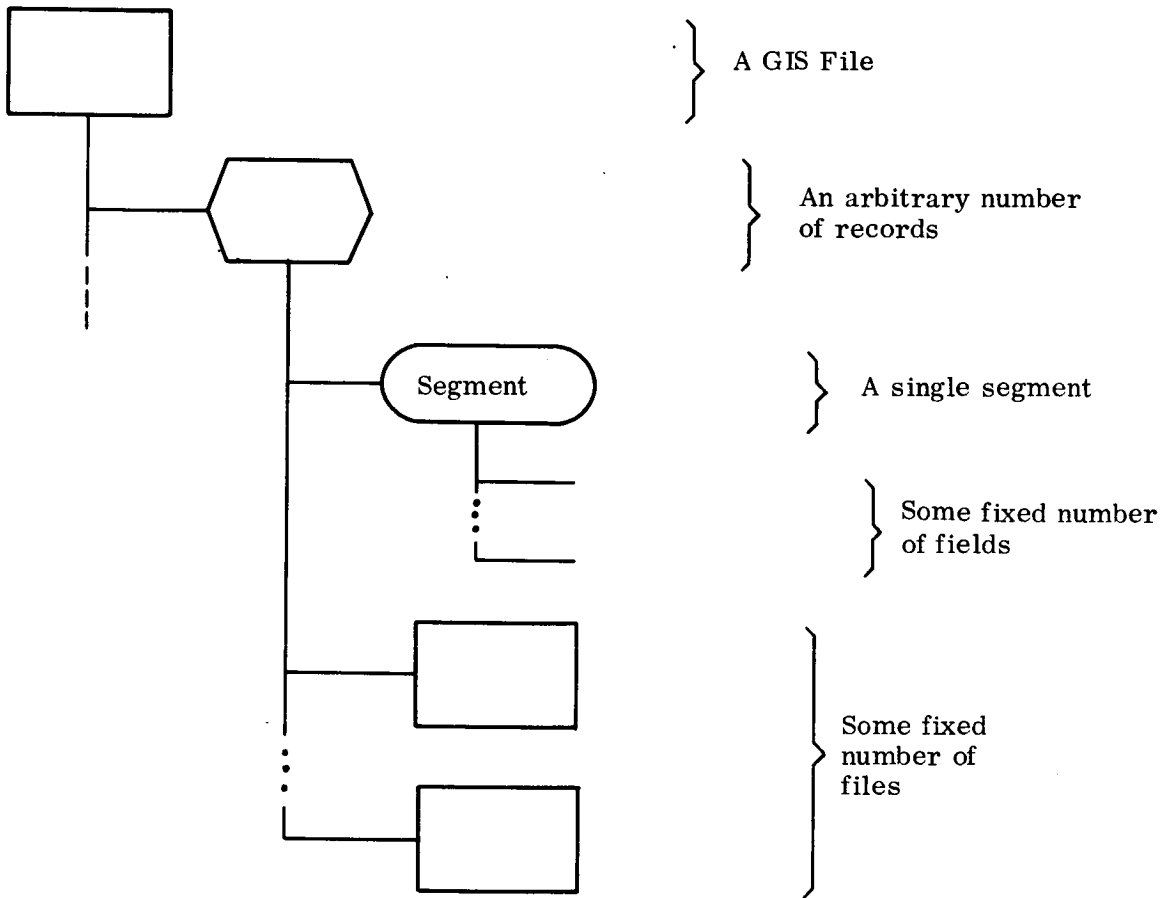 A GIS File
An arbitrary number
of records
Segment
A single segment
Some fixed number
of fields
Some fixed
number of
files